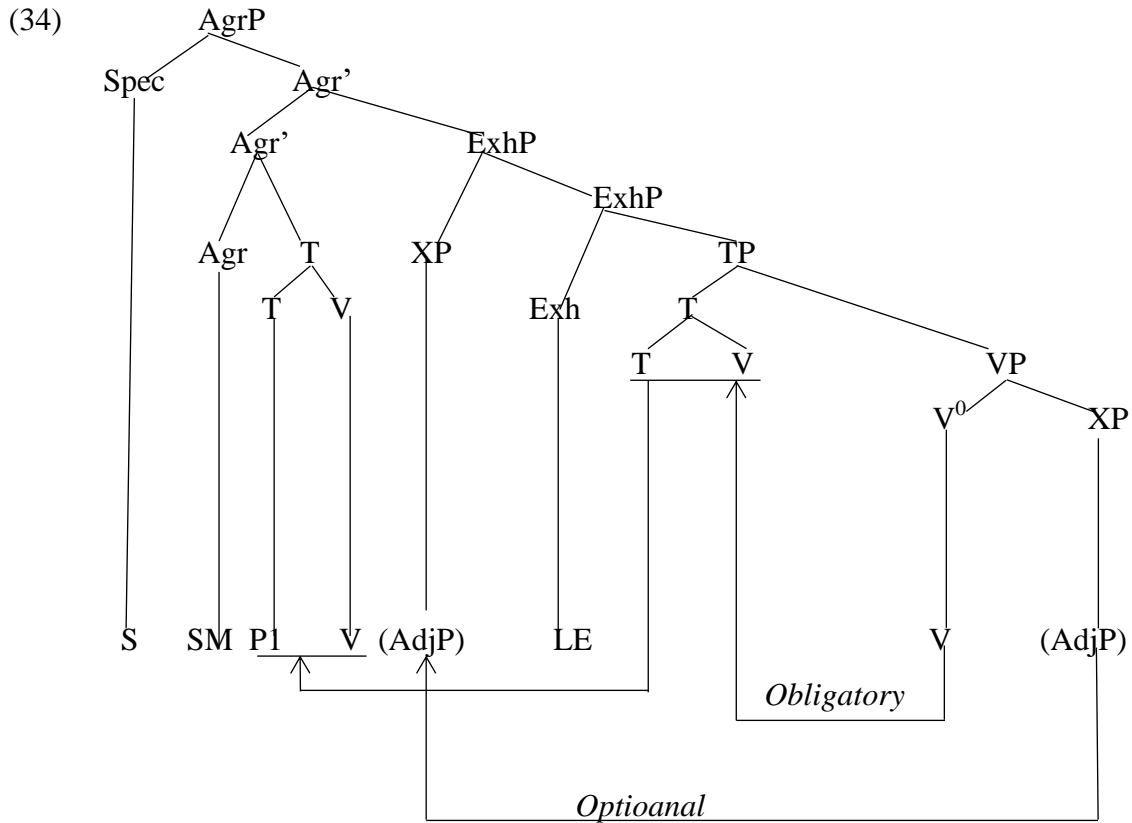 (34) AgrP
Spec Agr’
Agr’ ExhP
ExhP
Agr T XP TP
T V Exh T
T V VP
V⁰ XP
S SM P1 V (AdjP) LE V (AdjP)
Obligatory
Optioanal